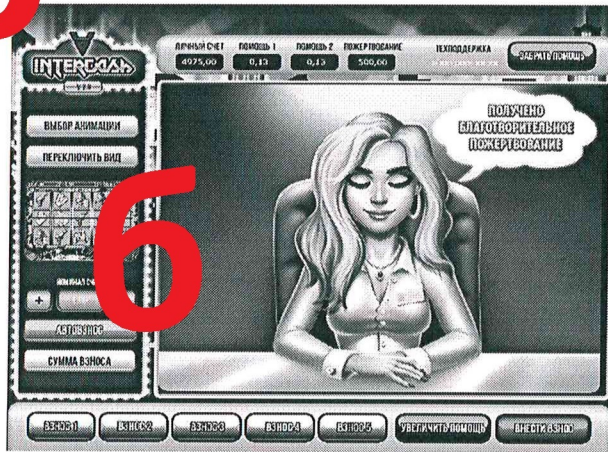 ЛИЧНЫЙ СЧЕТ ПОМОЩЬ 1 ПОМОЩЬ 2 ПОЖЕРТВОВАНИЕ ТЕХПОДДЕРЖКА
4975,00 0,13 0,13 500,00
ЗАБРАТЬ ПОМОЩЬ
INTERCASH
V2.0
ВЫБОР АНИМАЦИИ
ПЕРЕКЛЮЧИТЬ ВИД
б
+
АВТОВЗНОС
СУММА ВЗНОСА
ПОЛУЧЕНО
БЛАГОТВОРИТЕЛЬНОЕ
ПОЖЕРТВОВАНИЕ
ВЗНОС-1 ВЗНОС-2 ВЗНОС-3 ВЗНОС-4 ВЗНОС-5 УВЕЛИЧИТЬ ПОМОЩЬ ВНЕСТИ ВЗНОС